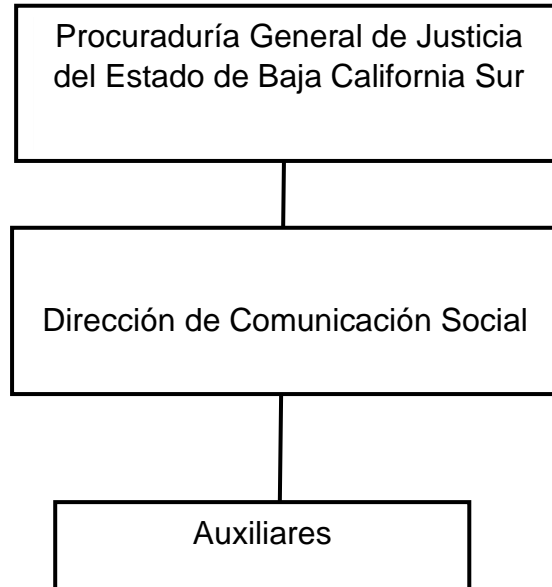 Procuraduría General de Justicia
del Estado de Baja California Sur
Dirección de Comunicación Social
Auxiliares